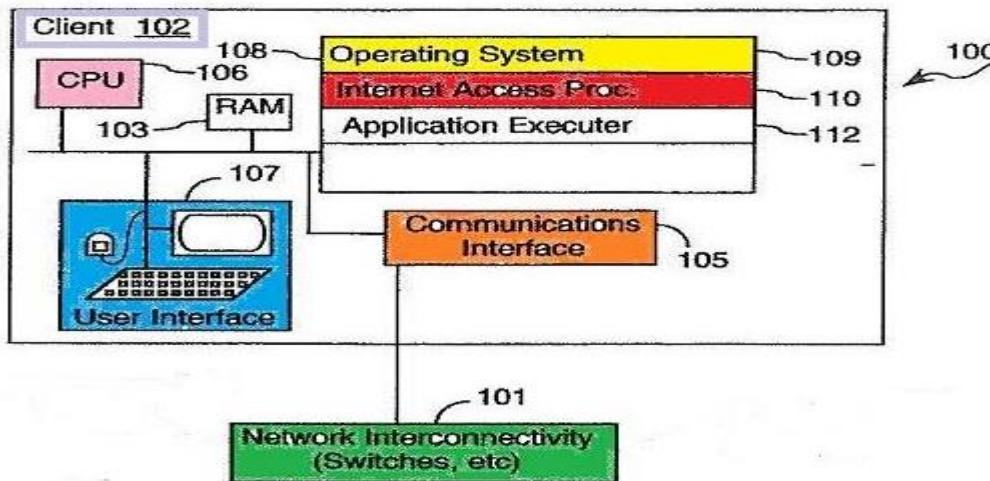 Client 102
CPU
106
108
Operating System
109
100
Internet Access Proc.
110
103
RAM
Application Executer
112
107
Communications
Interface
105
User Interface
101
Network Interconnectivity
(Switches, etc)